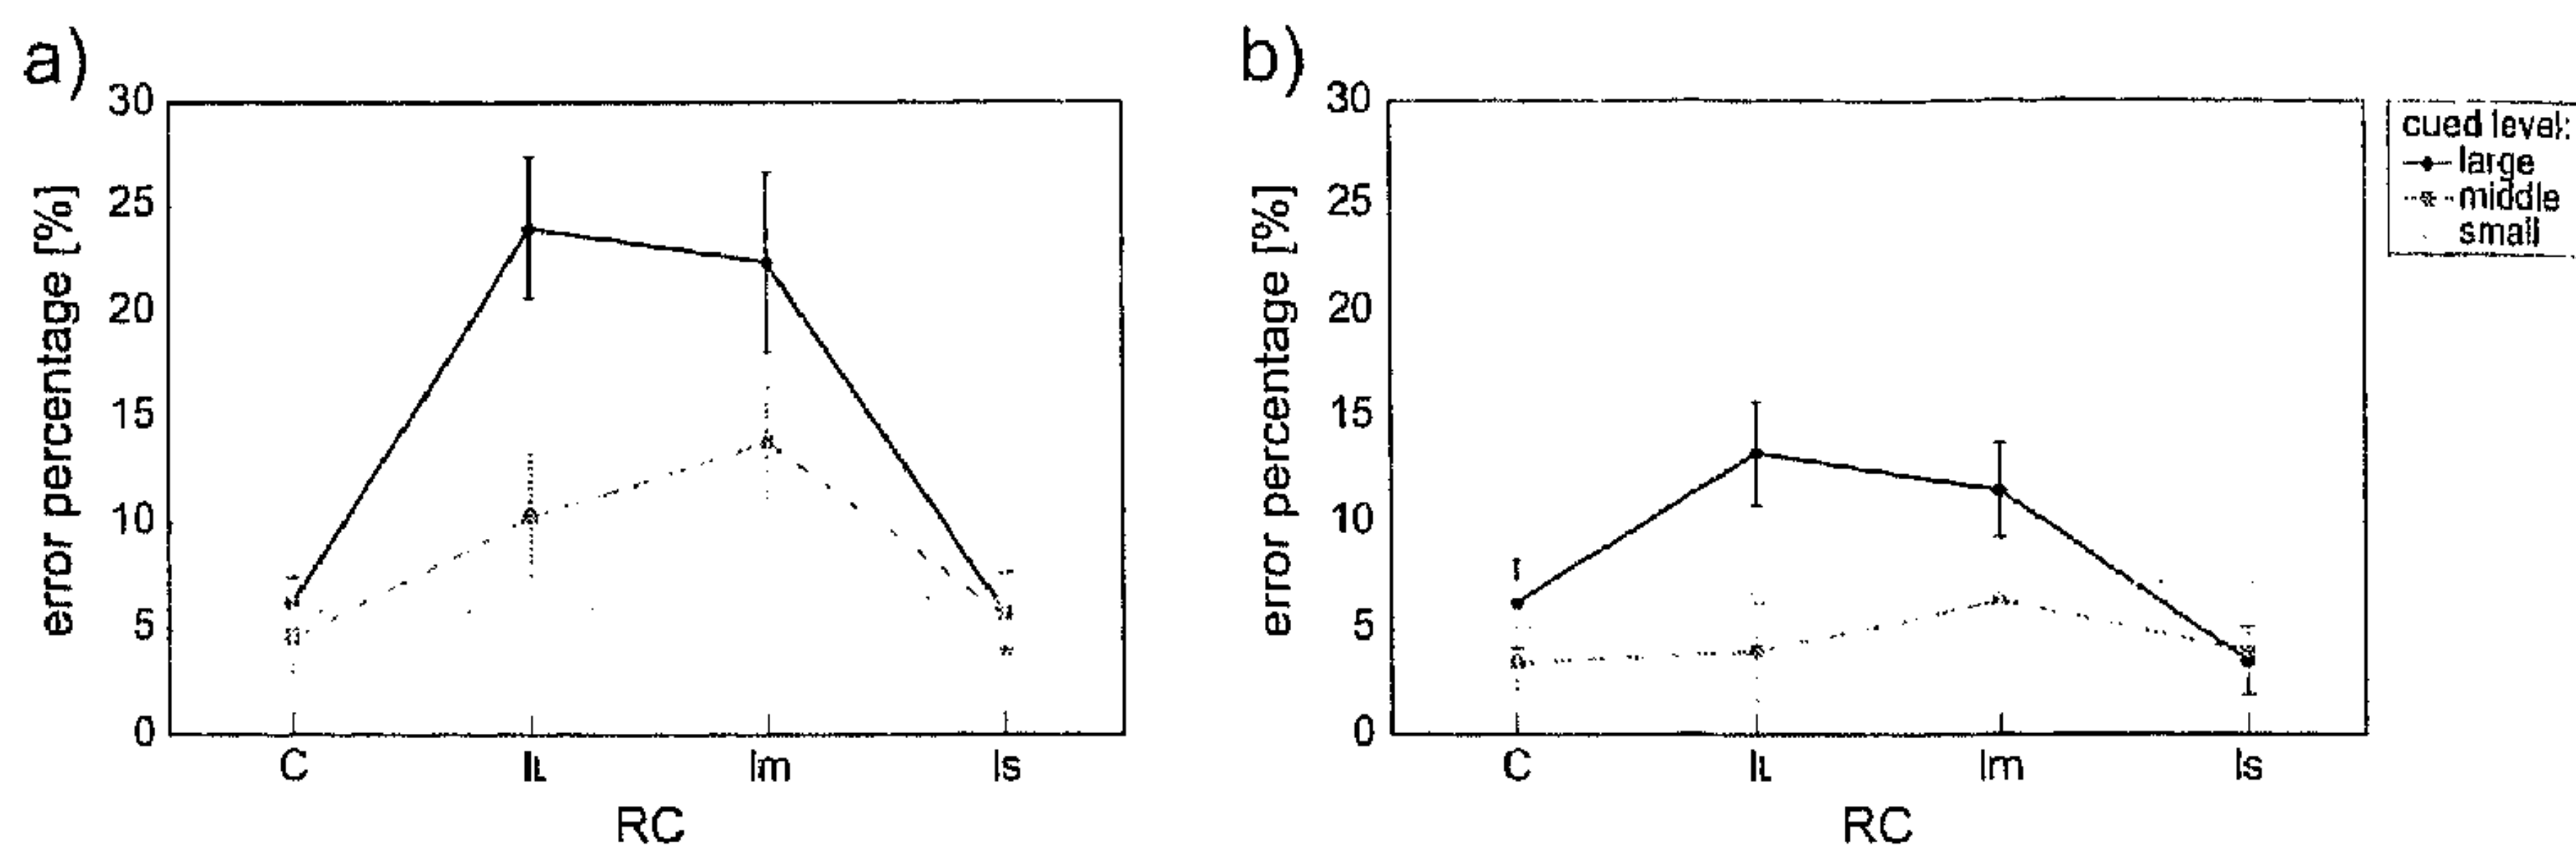 a)
30
25
20
15
10
5
0
error percentage [%]
C
IL
Im
Is
RC
b)
30
25
20
15
10
5
0
error percentage [%]
C
IL
Im
Is
RC
cued level:
large
middle
small